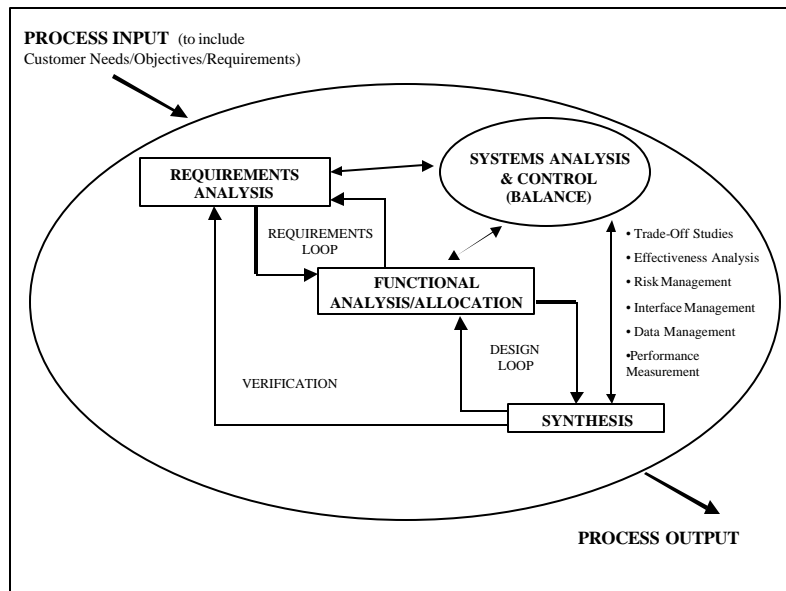 PROCESS INPUT (to include
Customer Needs/Objectives/Requirements)
REQUIREMENTS
ANALYSIS
SYSTEMS ANALYSIS
& CONTROL
(BALANCE)
REQUIREMENTS
LOOP
• Trade-Off Studies
• Effectiveness Analysis
• Risk Management
• Interface Management
• Data Management
•Performance
Measurement
FUNCTIONAL
ANALYSIS/ALLOCATION
DESIGN
LOOP
VERIFICATION
SYNTHESIS
PROCESS OUTPUT